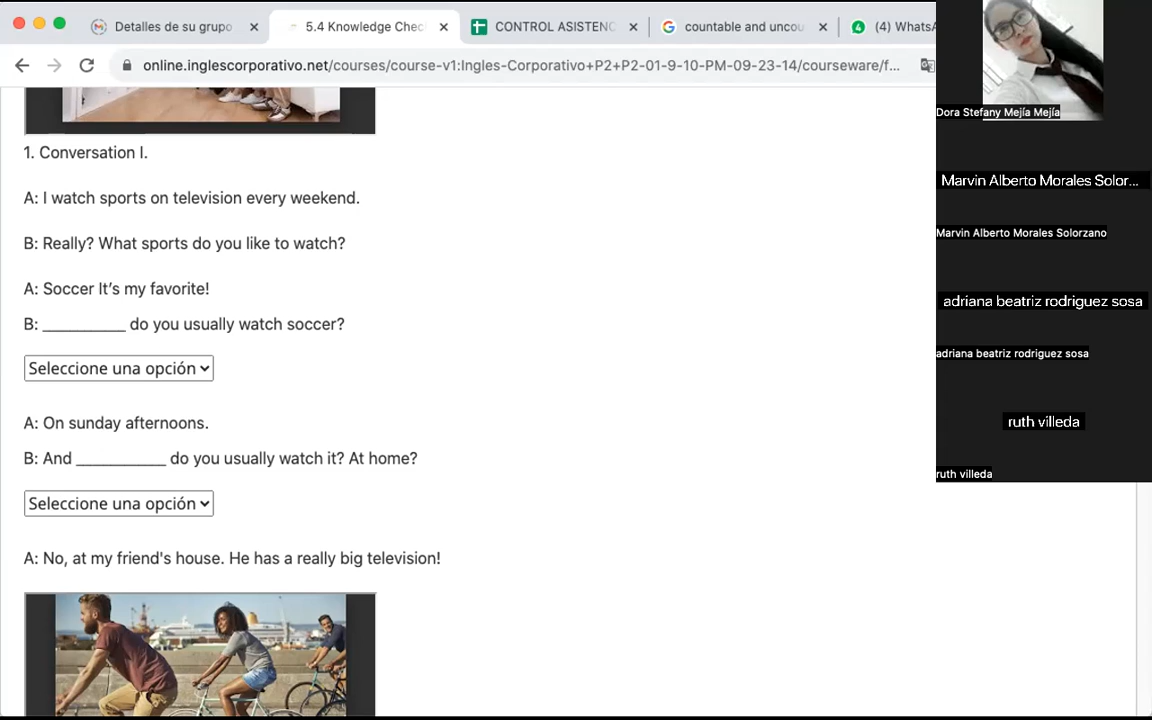 Detalles de su grupo
5.4 Knowledge Chec
CONTROL ASISTENC
countable and uncou
(4) WhatsA
online.inglescorporativo.net/courses/course-v1:Ingles-Corporativo+P2+P2-01-9-10-PM-09-23-14/courseware/f...
1. Conversation I.
A: I watch sports on television every weekend.
B: Really? What sports do you like to watch?
A: Soccer It’s my favorite!
B: __________ do you usually watch soccer?
Seleccione una opción
A: On sunday afternoons.
B: And ___________ do you usually watch it? At home?
Seleccione una opción
A: No, at my friend's house. He has a really big television!
Dora Stefany Mejía Mejía
Marvin Alberto Morales Solor...
Marvin Alberto Morales Solorzano
adriana beatriz rodriguez sosa
adriana beatriz rodriguez sosa
ruth villeda
ruth villeda